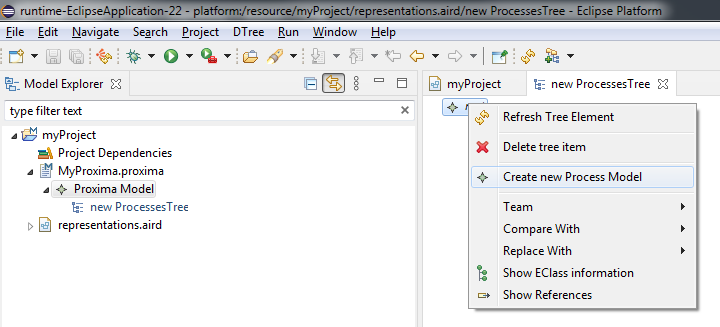 runtime-EclipseApplication-22 - platform:/resource/myProject/representations.aird/new ProcessesTree - Eclipse Platform
File Edit Navigate Search Project DTree Run Window Help
Model Explorer
myProject
new ProcessesTree
type filter text
myProject
Project Dependencies
MyProxima.proxima
Proxima Model
new ProcessesTree
representations.aird
Refresh Tree Element
Delete tree item
Create new Process Model
Team
Compare With
Replace With
Show EClass information
Show References